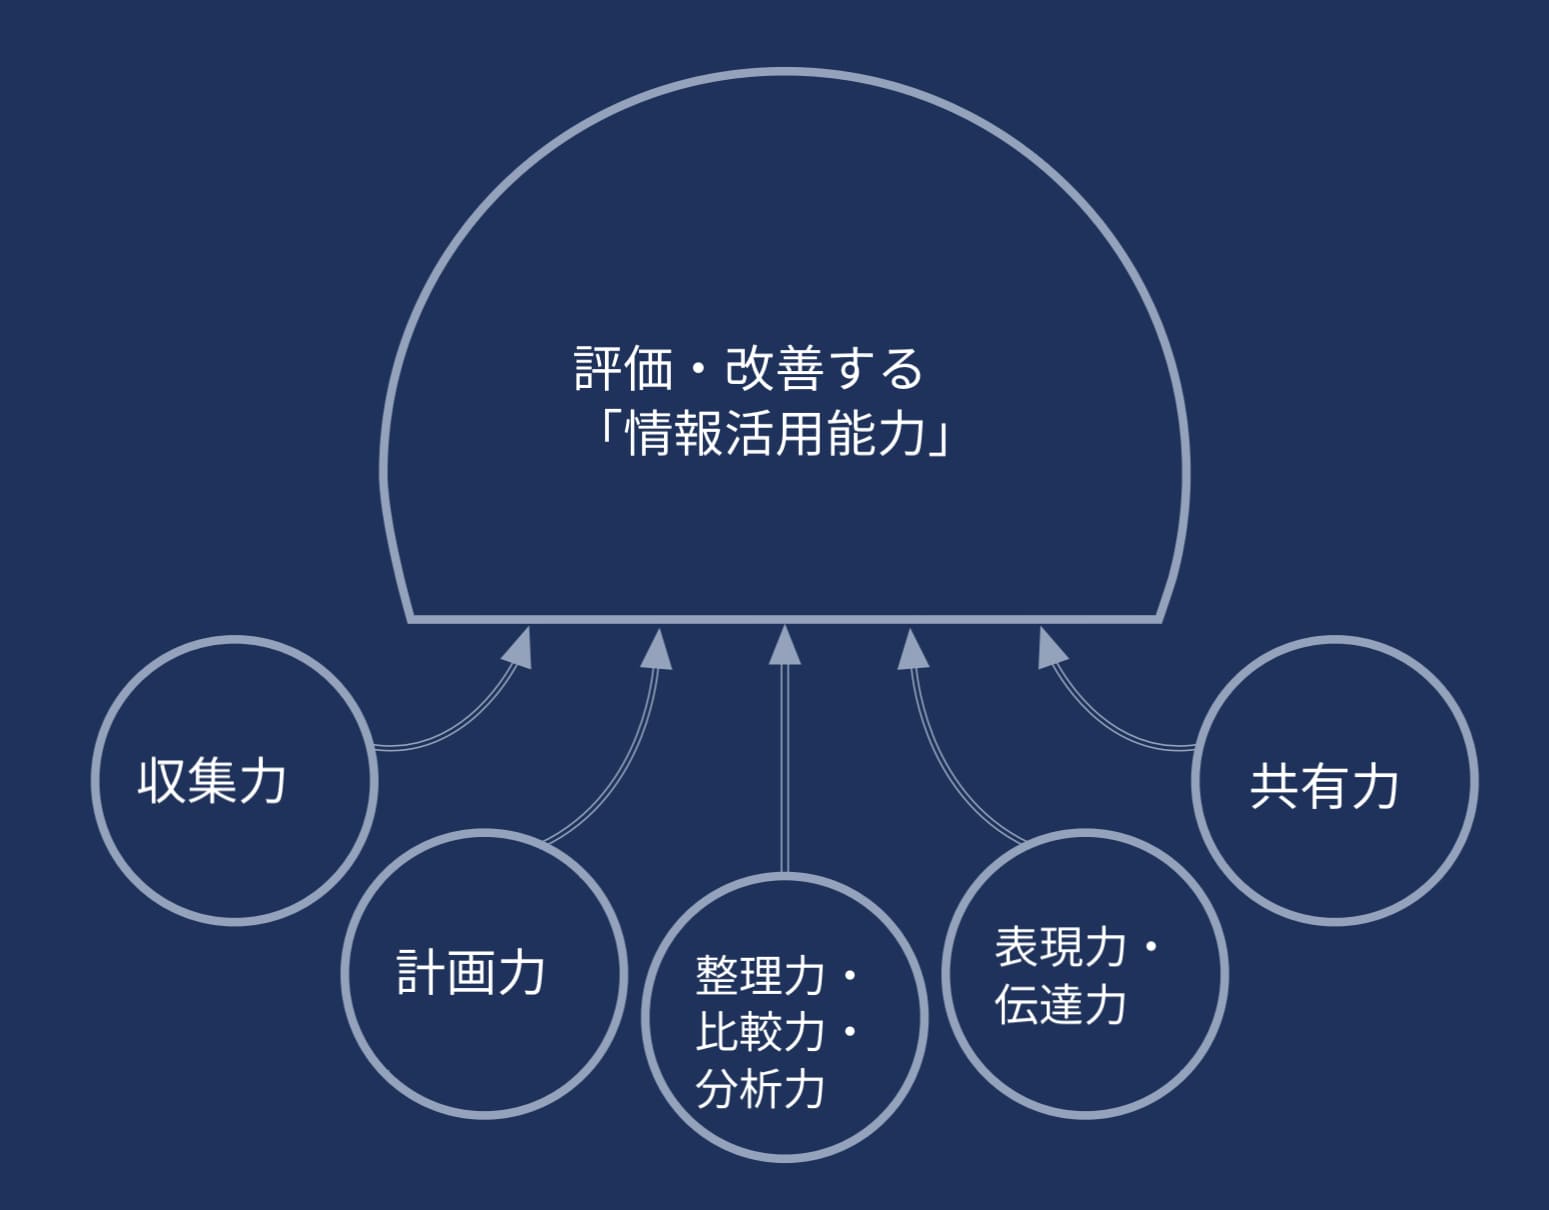 評価・改善する
「情報活用能力」
収集力
計画力
整理力・
比較力・
分析力
表現力・
伝達力
共有力